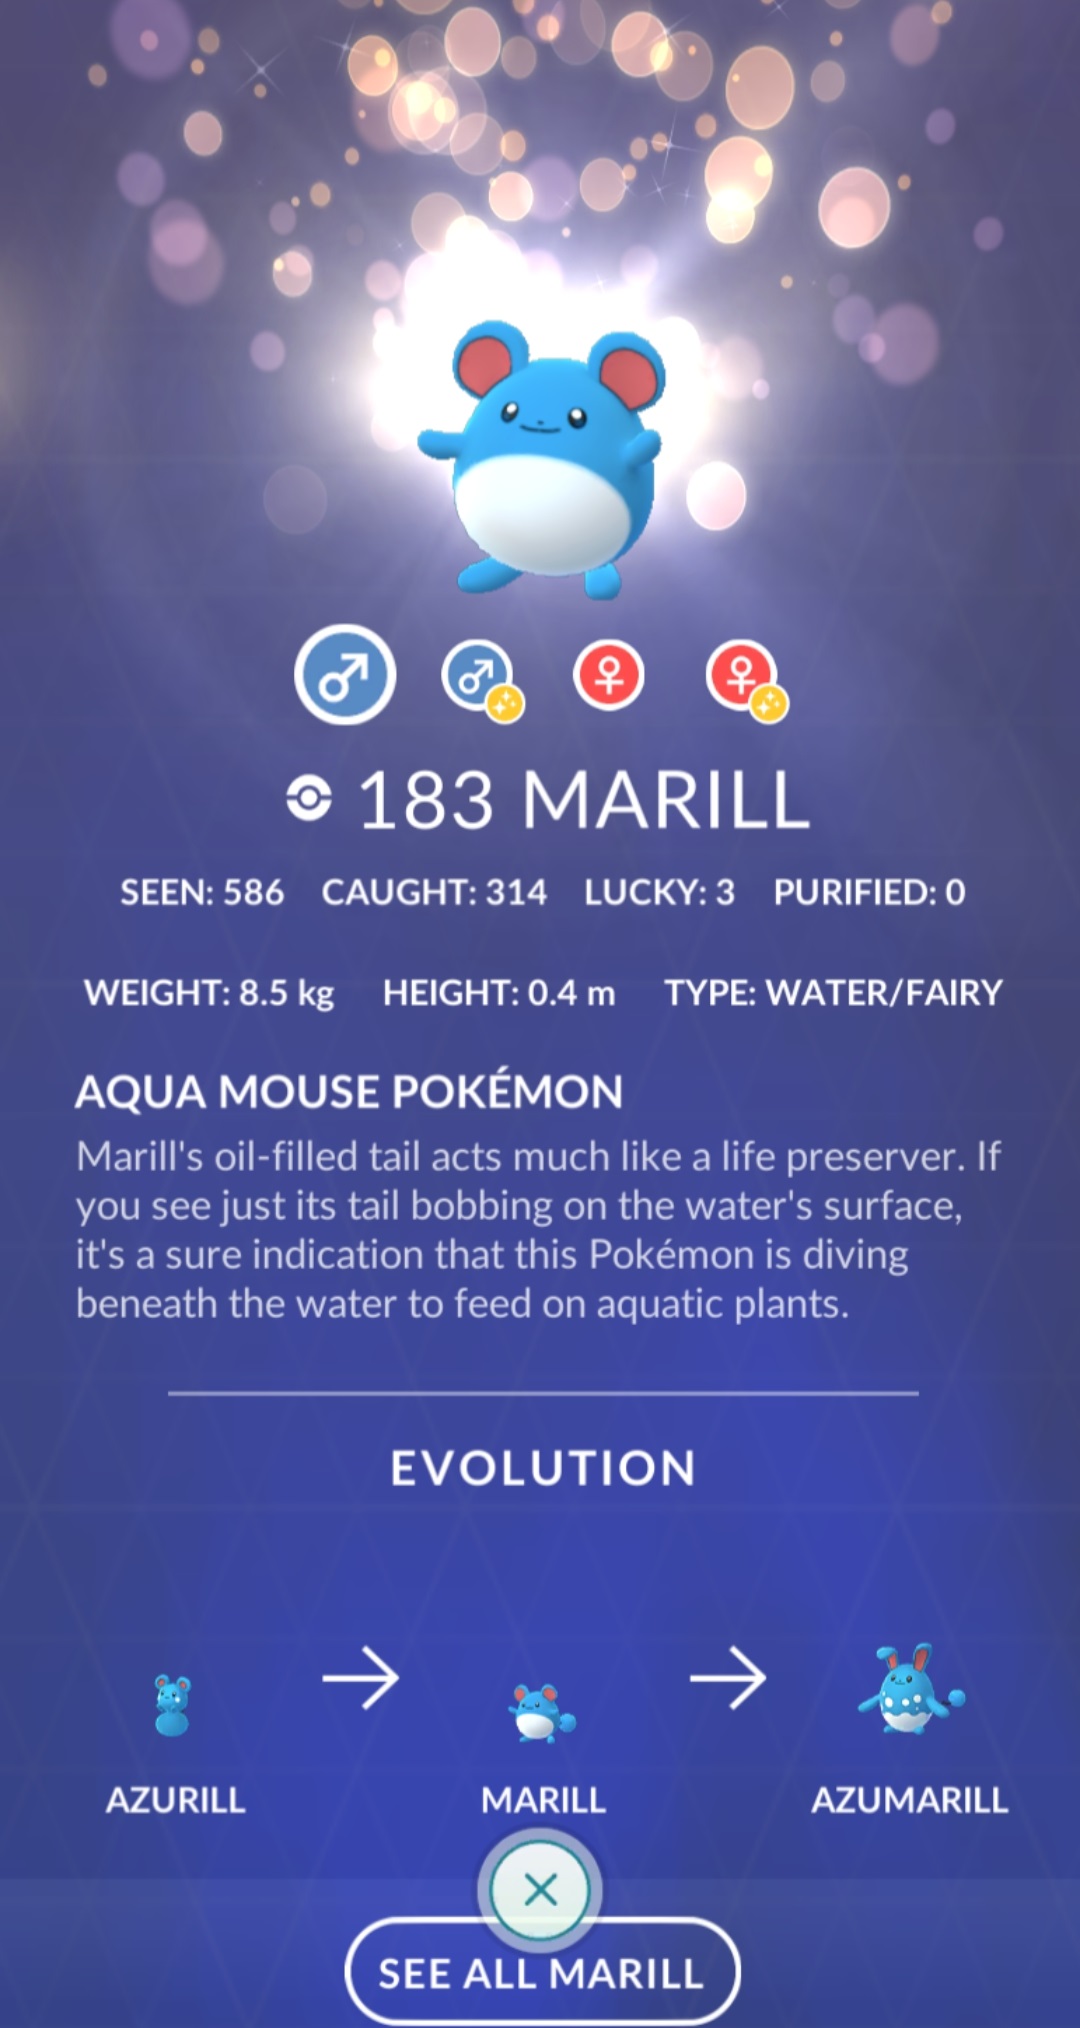 183 MARILL
SEEN: 586 CAUGHT: 314 LUCKY: 3 PURIFIED: 0
WEIGHT: 8.5 kg HEIGHT: 0.4 m TYPE: WATER/FAIRY
AQUA MOUSE POKÉMON
Marill's oil-filled tail acts much like a life preserver. If
you see just its tail bobbing on the water's surface,
it's a sure indication that this Pokémon is diving
beneath the water to feed on aquatic plants.
EVOLUTION
AZURILL MARILL AZUMARILL
SEE ALL MARILL